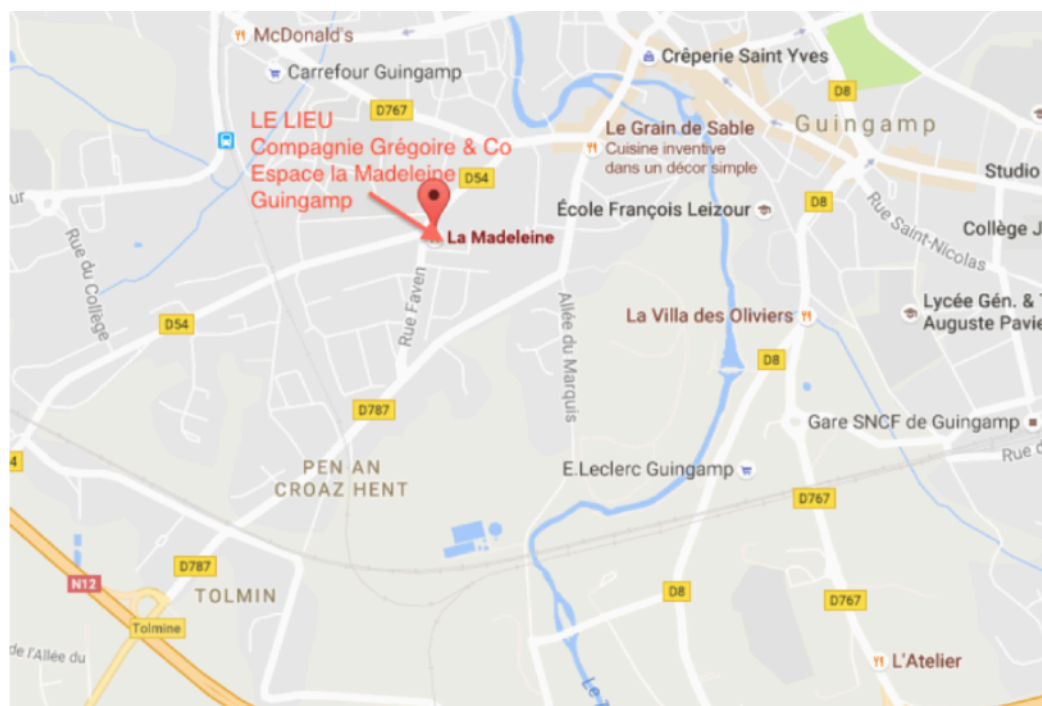 McDonald's
Crêperie Saint Yves
Carrefour Guingamp
D8
D767
LE LIEU
Compagnie Grégoire & Co
Espace la Madeleine
Guingamp
Le Grain de Sable
Cuisine inventive
dans un décor simple
Guingamp
D54
Studio
D8
École François Leizour
Rue Saint-Nicolas
Collège J
La Madeleine
Rue du Collège
Rue Faven
Allée du Marquis
Lycée Gén. & T
Auguste Pavie
La Villa des Oliviers
D54
D8
D787
Gare SNCF de Guingamp
Rue d
PEN AN
CROAZ HENT
E.Leclerc Guingamp
D767
D787
N12
TOLMIN
D8
D767
Tolmine
de l'Allée du
L'Atelier